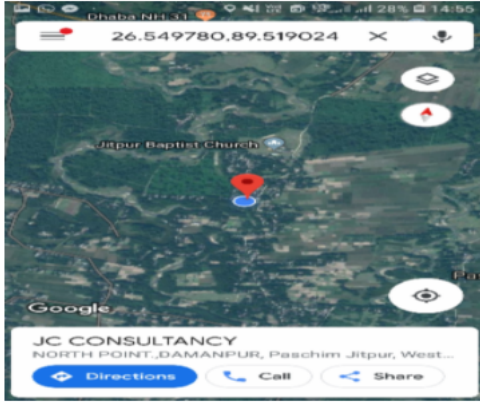 28% 14:55
Dhaba NH 31
26.549780,89.519024
Jitpur Baptist Church
Pas
Google
JC CONSULTANCY
NORTH POINT.,DAMANPUR, Paschim Jitpur, West...
Directions
Call
Share